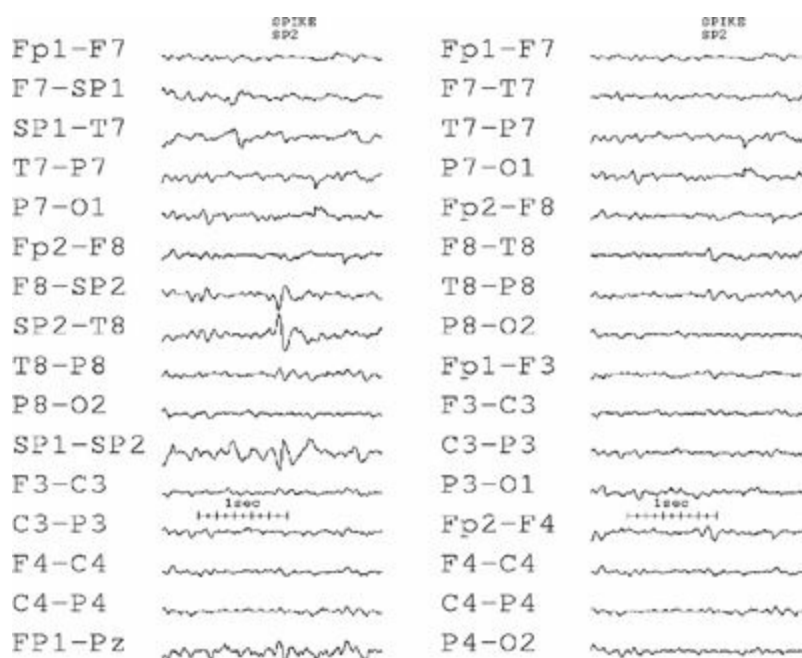 SPIKE
SP2
Fp1-F7
F7-SP1
SP1-T7
T7-P7
P7-O1
Fp2-F8
F8-SP2
SP2-T8
T8-P8
P8-O2
SP1-SP2
F3-C3
1sec
C3-P3
F4-C4
C4-P4
FP1-Pz
SPIKE
SP2
Fp1-F7
F7-T7
T7-P7
P7-O1
Fp2-F8
F8-T8
T8-P8
P8-O2
Fp1-F3
F3-C3
C3-P3
P3-O1
1sec
Fp2-F4
F4-C4
C4-P4
P4-O2